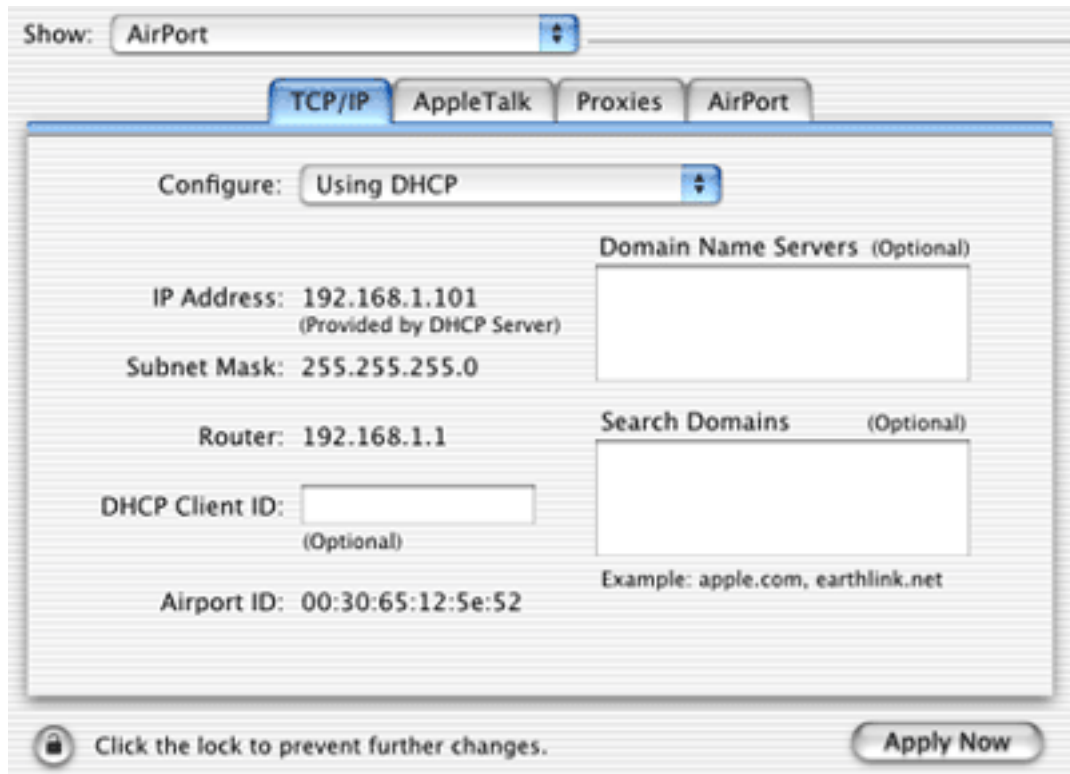 Show: AirPort
TCP/IP AppleTalk Proxies AirPort
Configure: Using DHCP
Domain Name Servers (Optional)
IP Address: 192.168.1.101
(Provided by DHCP Server)
Subnet Mask: 255.255.255.0
Search Domains (Optional)
Router: 192.168.1.1
DHCP Client ID:
(Optional)
Example: apple.com, earthlink.net
Airport ID: 00:30:65:12:5e:52
Click the lock to prevent further changes.
Apply Now